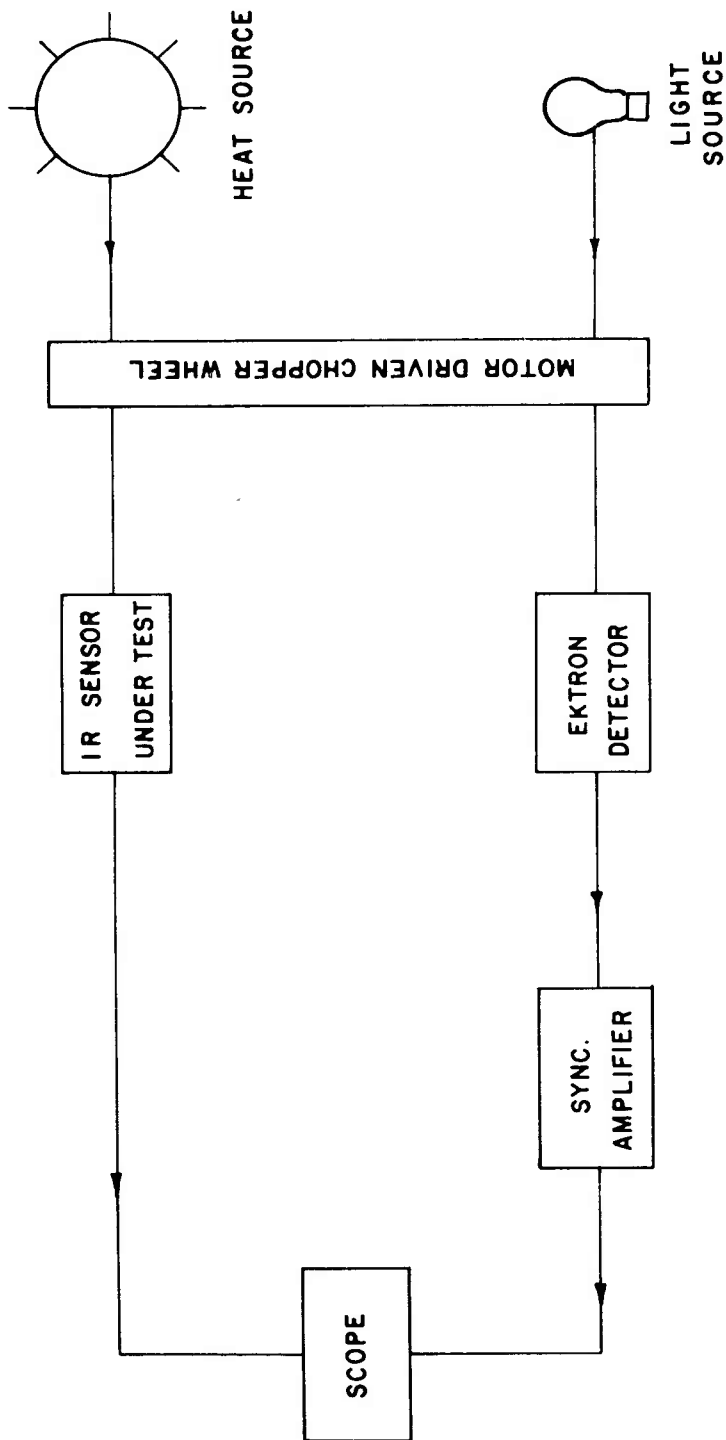 HEAT SOURCE
LIGHT
SOURCE
MOTOR DRIVEN CHOPPER WHEEL
IR SENSOR
UNDER TEST
EKTRON
DETECTOR
SYNC.
AMPLIFIER
SCOPE